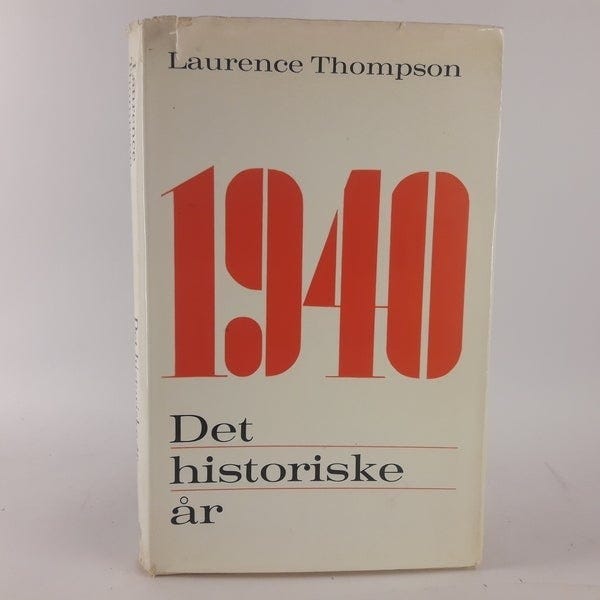 Laurence Thompson
1940
Det
historiske
år